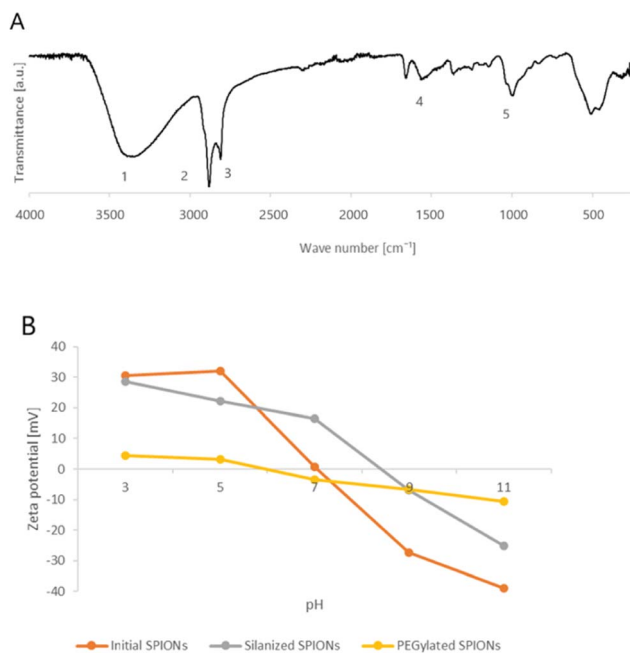 A
Transmittance [a.u.]
1
2
3
4
5
4000 3500 3000 2500 2000 1500 1000 500
Wave number [cm⁻¹]
B
Zeta potential [mV]
40
30
20
10
0
-10
-20
-30
-40
3 5 7 9 11
pH
Initial SPIONs Silanized SPIONs PEGylated SPIONs